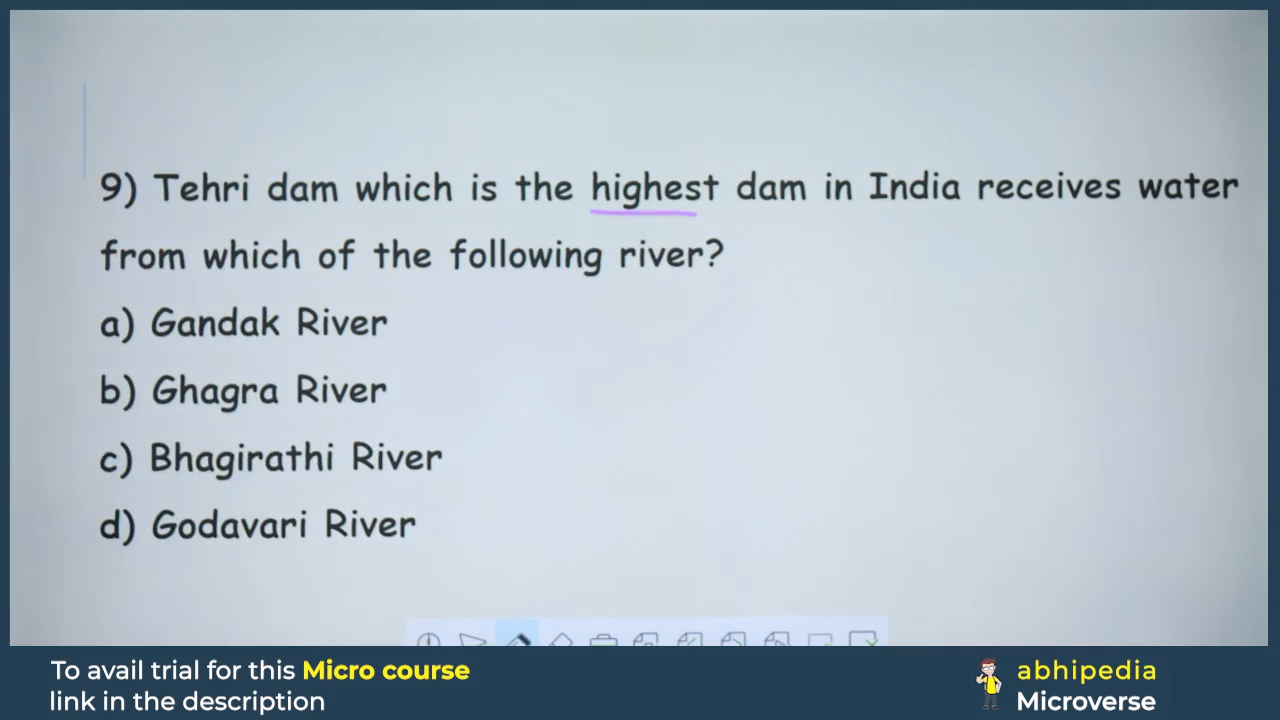 9) Tehri dam which is the highest dam in India receives water
from which of the following river?
a) Gandak River
b) Ghagra River
c) Bhagirathi River
d) Godavari River
To avail trial for this Micro course
link in the description
abhipedia
Microverse